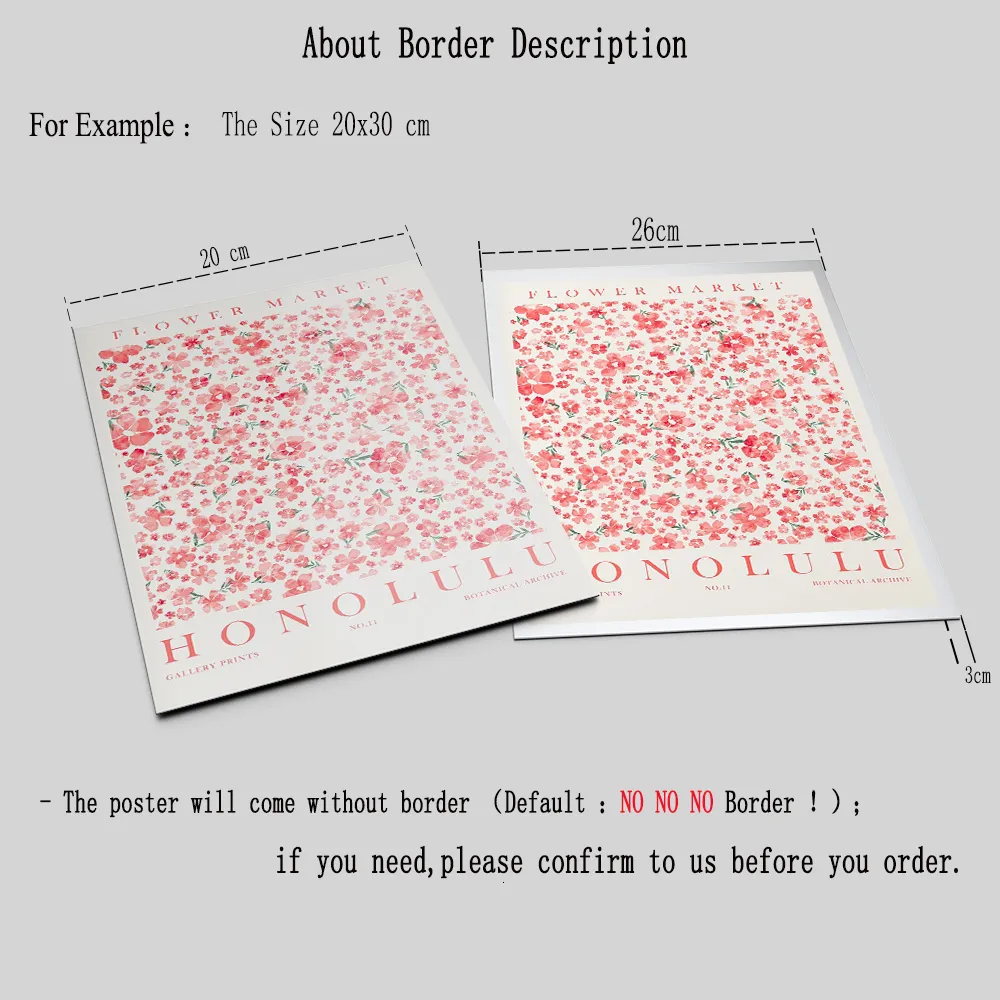 About Border Description
For Example : The Size 20x30 cm
20 cm
26cm
FLOWER MARKET
HONOLULU
GALLERY PRINTS
NO.11
BOTANICAL ARCHIVE
FLOWER MARKET
ONOLULU
NTS
NO.11
BOTANICAL ARCHIVE
3cm
- The poster will come without border (Default : NO NO NO Border ! ) ;
if you need,please confirm to us before you order.